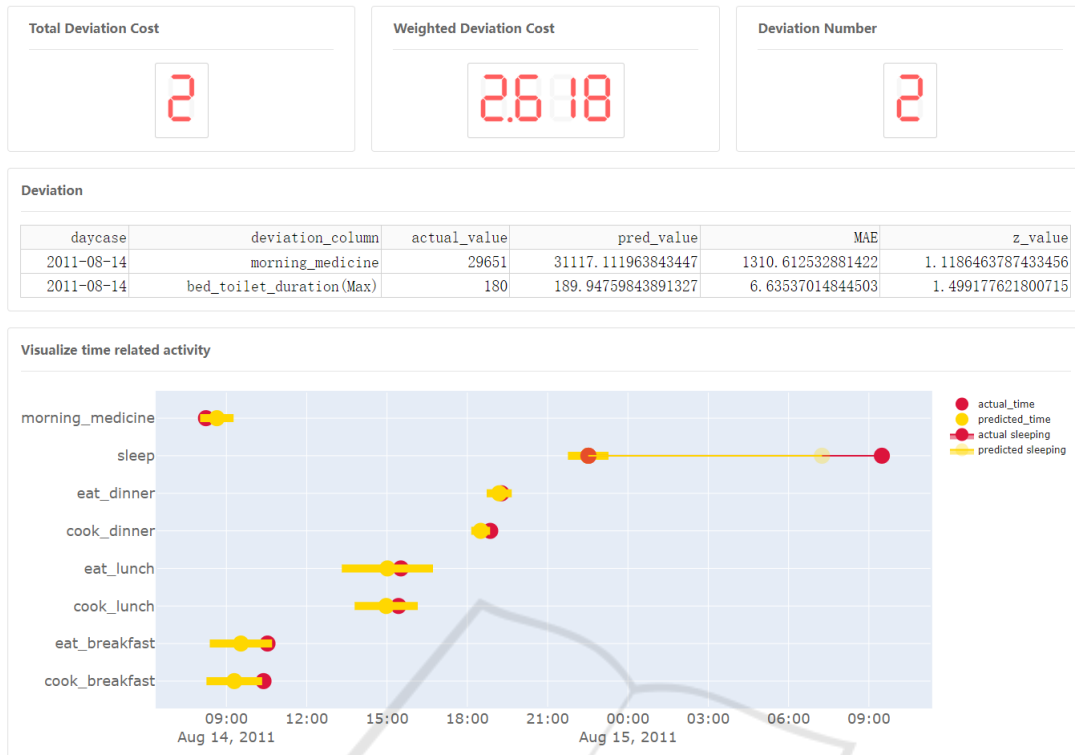 Total Deviation Cost
Weighted Deviation Cost
Deviation Number
2
2.618
2
Deviation
daycase deviation_column actual_value pred_value MAE z_value
2011-08-14 morning_medicine 29651 31117.111963843447 1310.612532881422 1.1186463787433456
2011-08-14 bed_toilet_duration(Max) 180 189.94759843891327 6.63537014844503 1.499177621800715
Visualize time related activity
morning_medicine
sleep
eat_dinner
cook_dinner
eat_lunch
cook_lunch
eat_breakfast
cook_breakfast
actual_time
predicted_time
actual sleeping
predicted sleeping
09:00 12:00 15:00 18:00 21:00 00:00 03:00 06:00 09:00
Aug 14, 2011 Aug 15, 2011